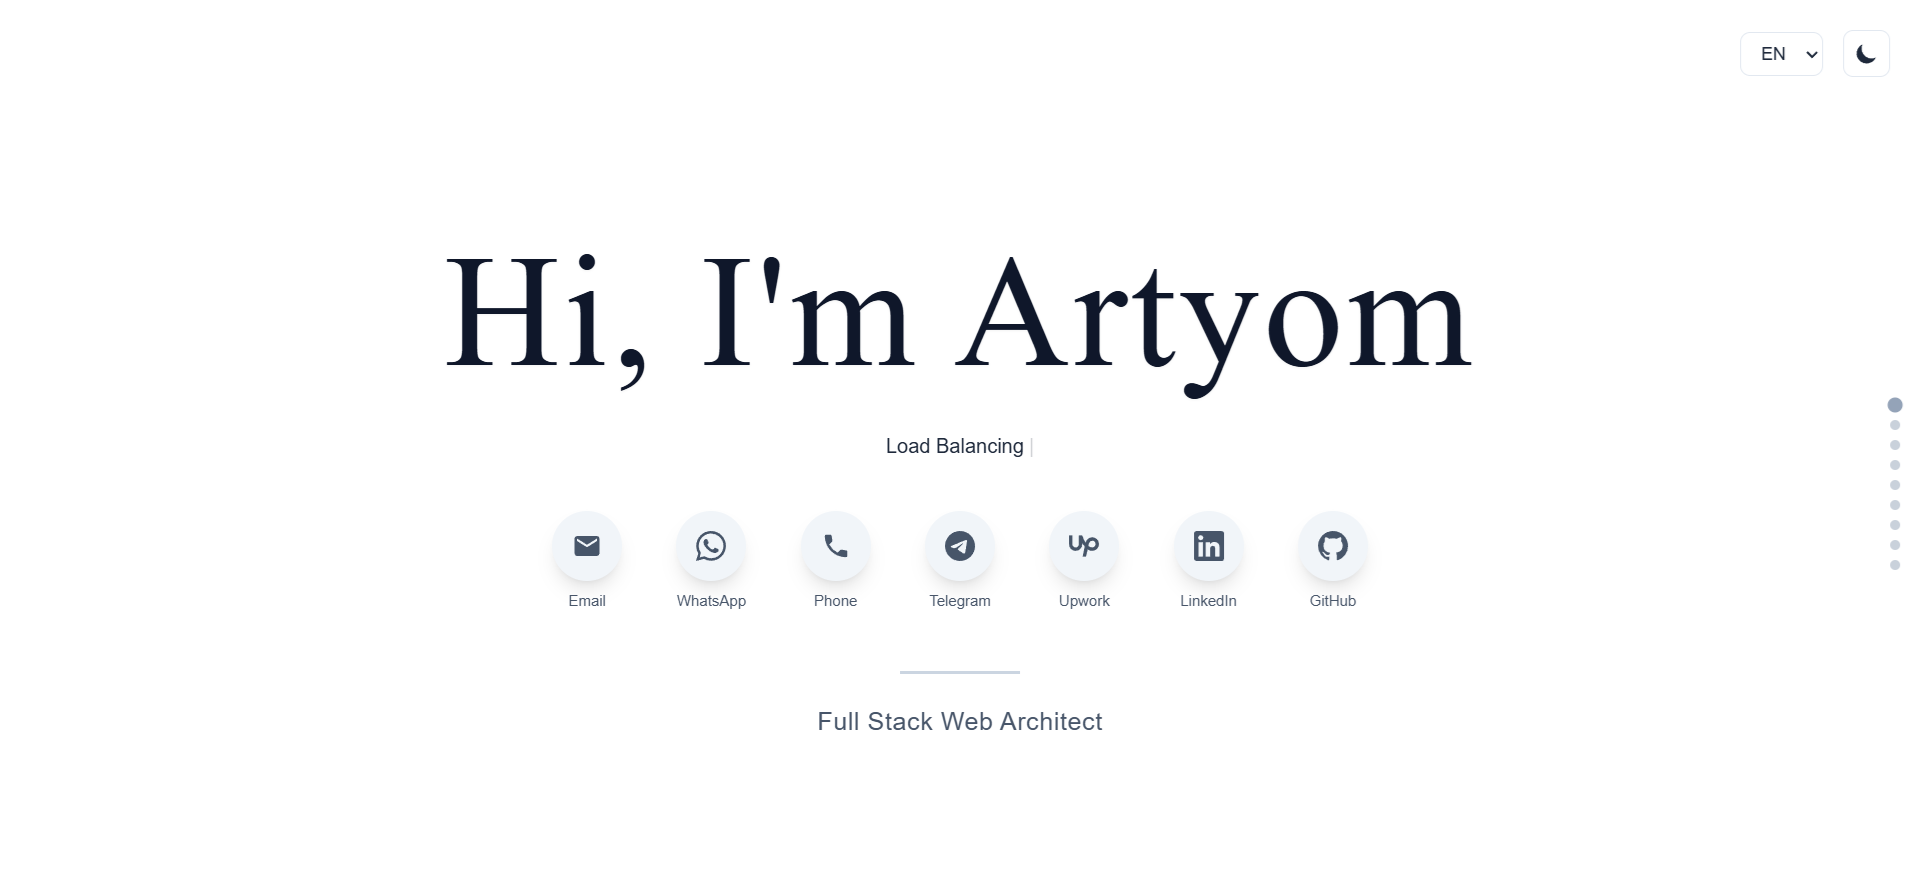 EN
Hi, I'm Artyom
Load Balancing
Email WhatsApp Phone Telegram Upwork LinkedIn GitHub
Full Stack Web Architect